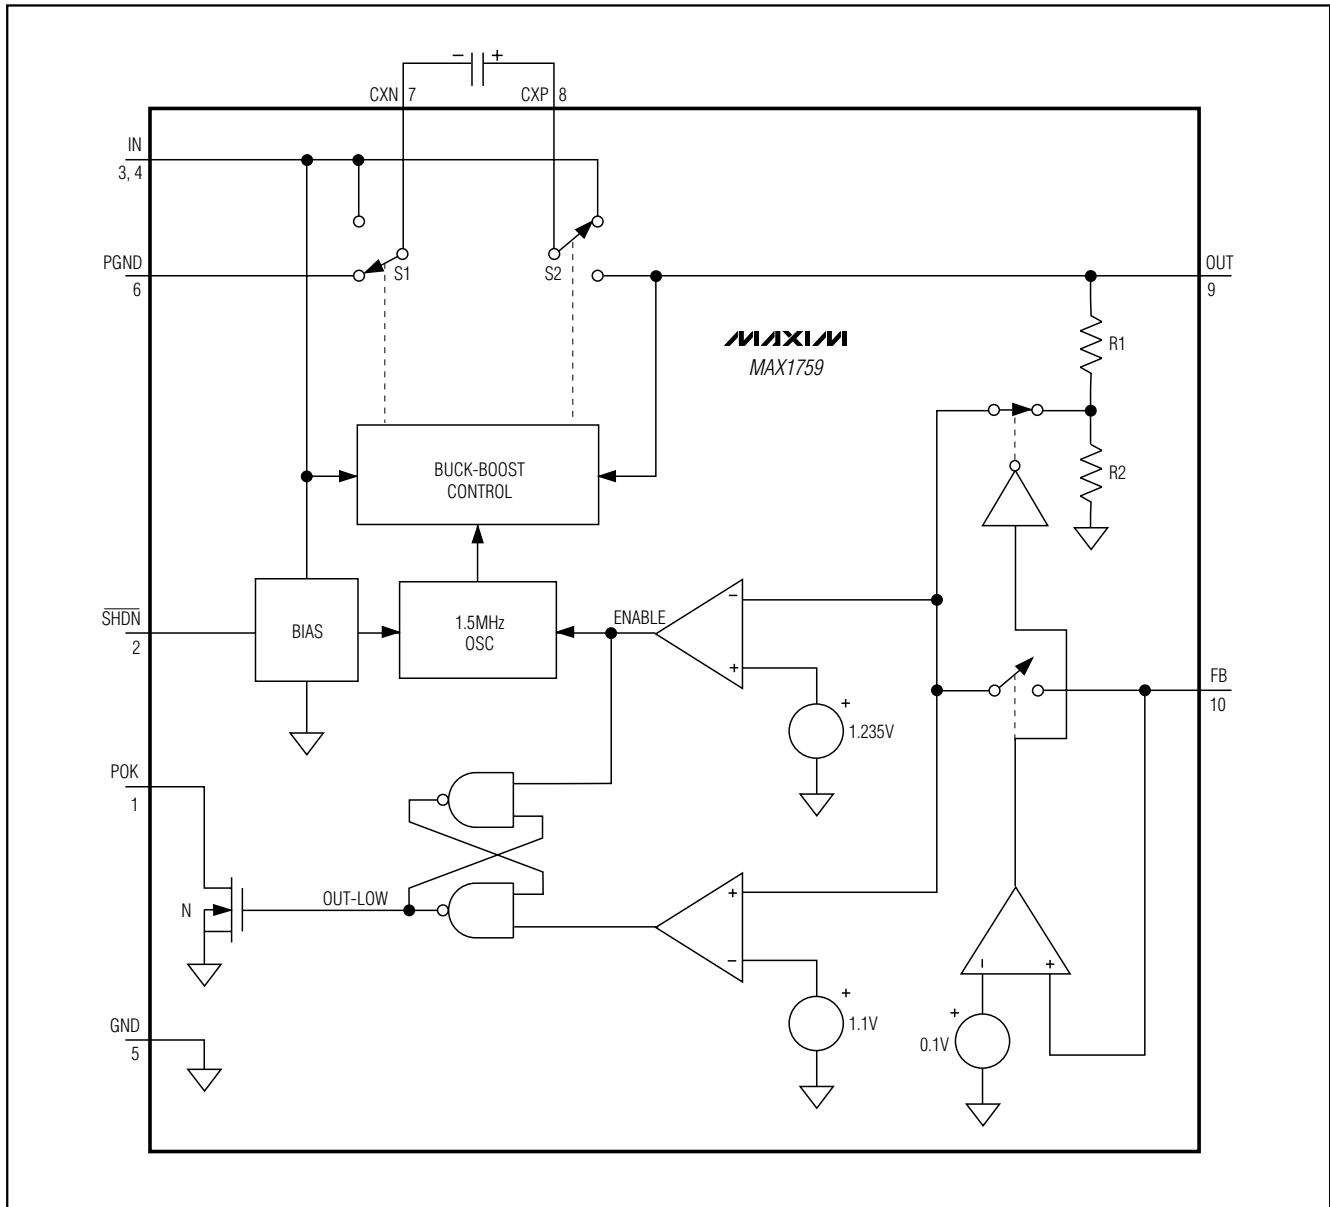 − +
CXN 7 CXP 8
IN
3, 4
PGND
6
S1 S2
OUT
9
MAXIM
MAX1759
R1
BUCK-BOOST
CONTROL
R2
SHDN
2
BIAS
1.5MHz
OSC
ENABLE
−
+
FB
10
+
1.235V
POK
1
N
OUT-LOW
+
−
− +
GND
5
+
1.1V
+
0.1V